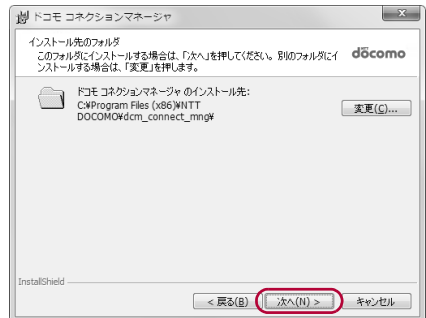 ドコモ コネクションマネージャ
インストール先のフォルダ
このフォルダにインストールする場合は、「次へ」を押してください。別のフォルダにイ
ンストールする場合は、「変更」を押します。
döcomo
ドコモ コネクションマネージャ のインストール先:
C:¥Program Files (x86)¥NTT
DOCOMO¥dcm_connect_mng¥
変更(C)...
InstallShield
< 戻る(B)
次へ(N) >
キャンセル